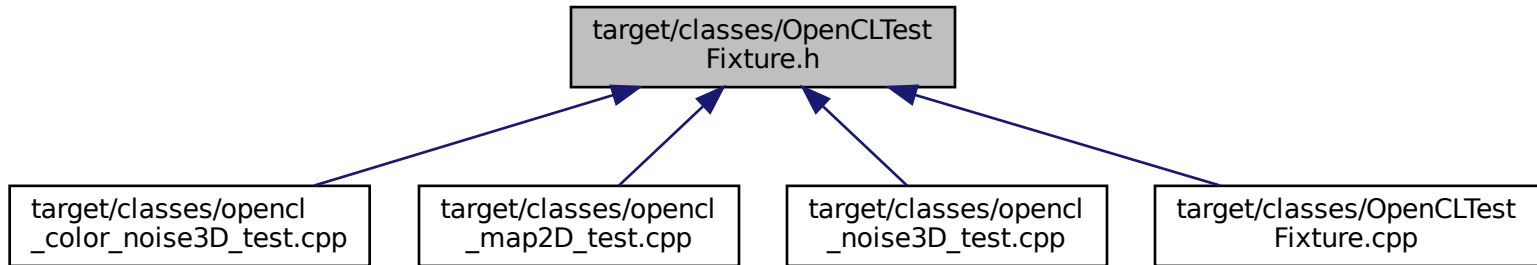 target/classes/OpenCLTest
Fixture.h
target/classes/opencl
_color_noise3D_test.cpp
target/classes/opencl
_map2D_test.cpp
target/classes/opencl
_noise3D_test.cpp
target/classes/OpenCLTest
Fixture.cpp